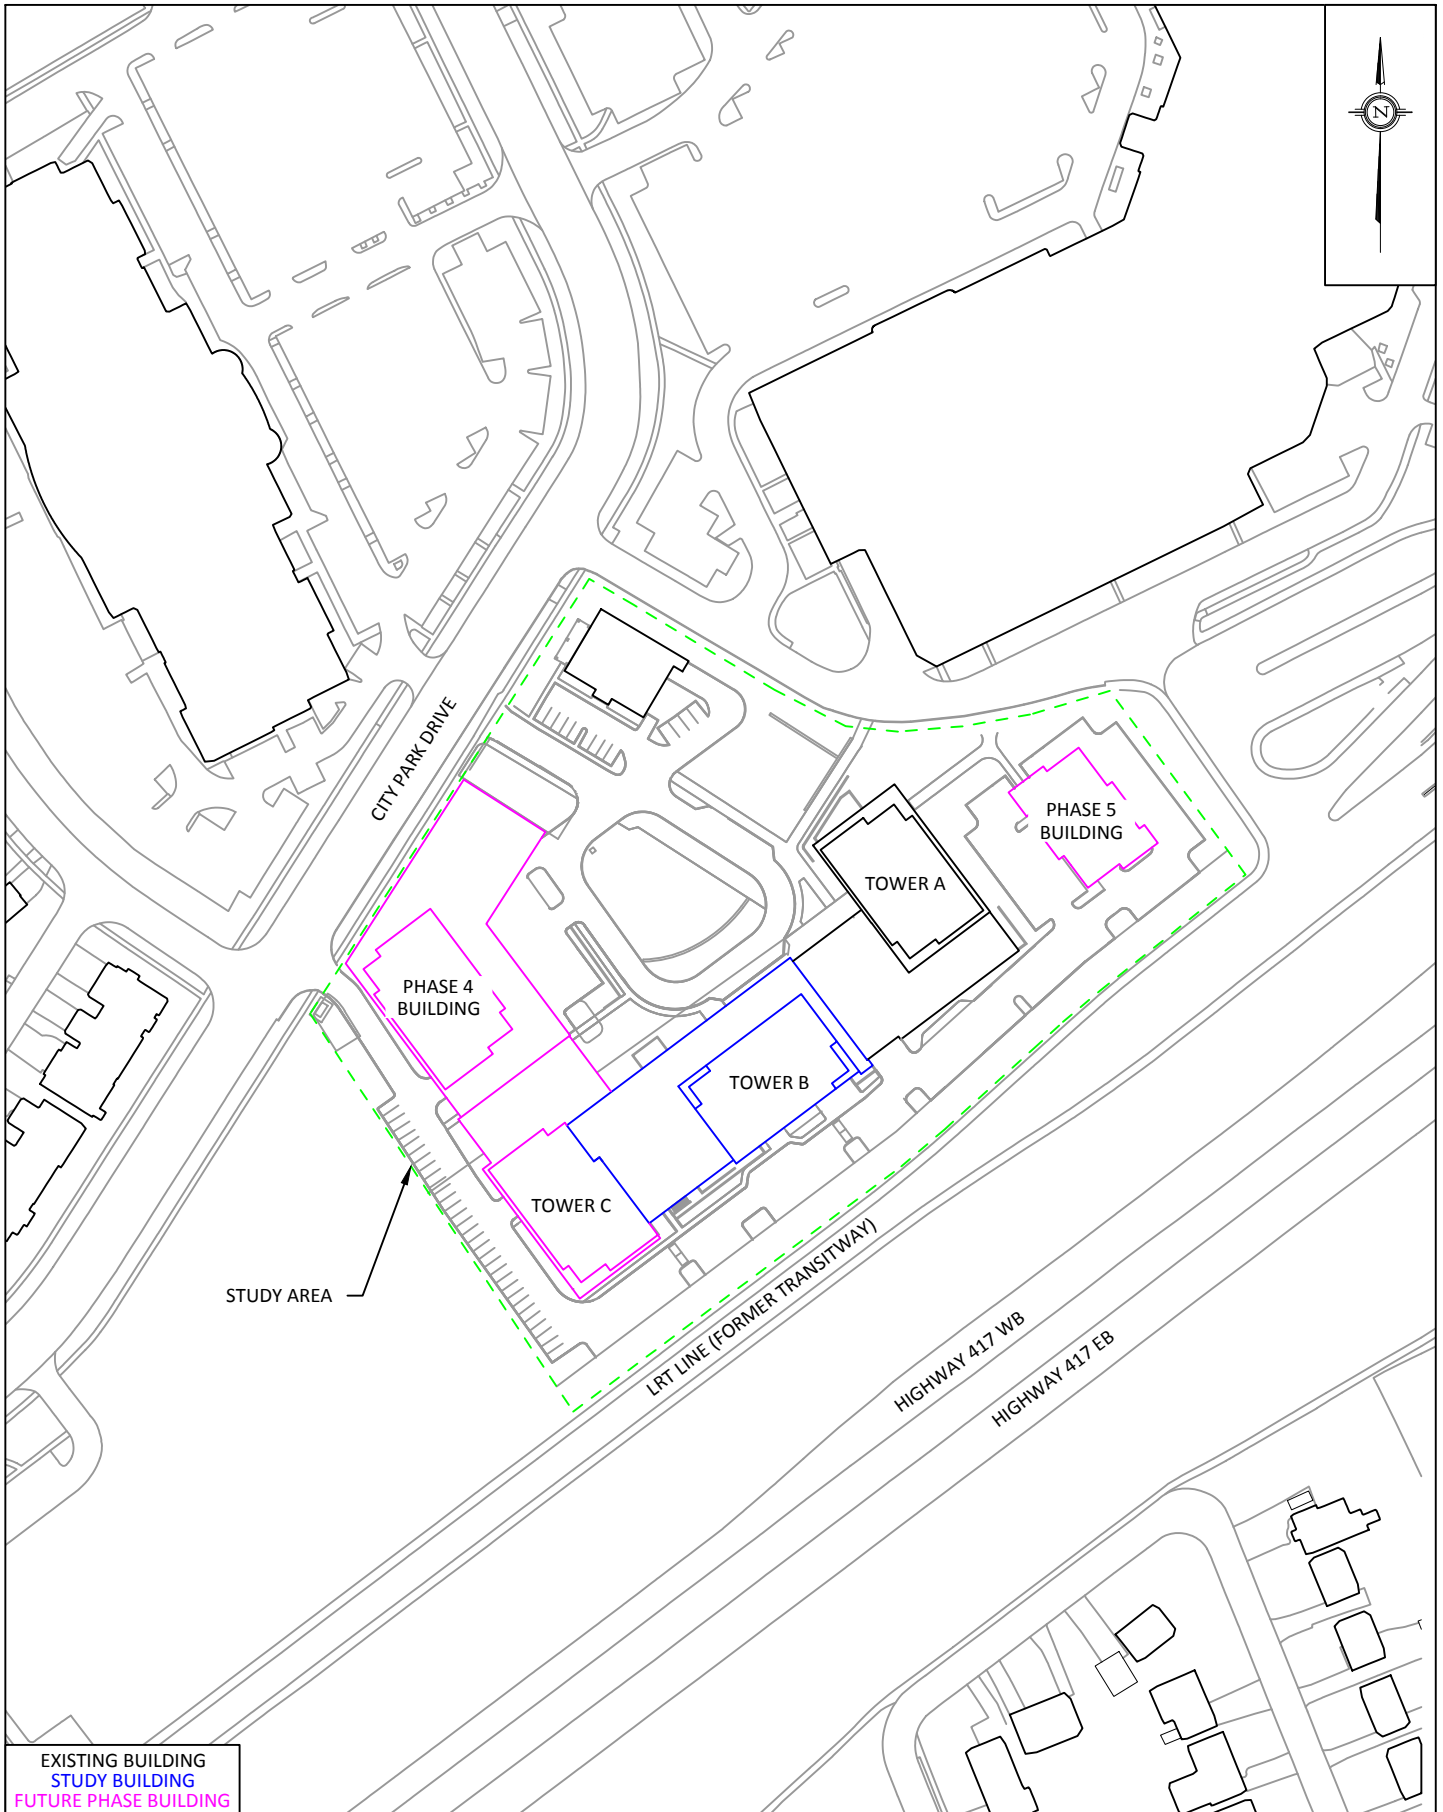 N
CITY PARK DRIVE
PHASE 5
BUILDING
TOWER A
PHASE 4
BUILDING
TOWER B
TOWER C
STUDY AREA
LRT LINE (FORMER TRANSITWAY)
HIGHWAY 417 WB
HIGHWAY 417 EB
EXISTING BUILDING
STUDY BUILDING
FUTURE PHASE BUILDING